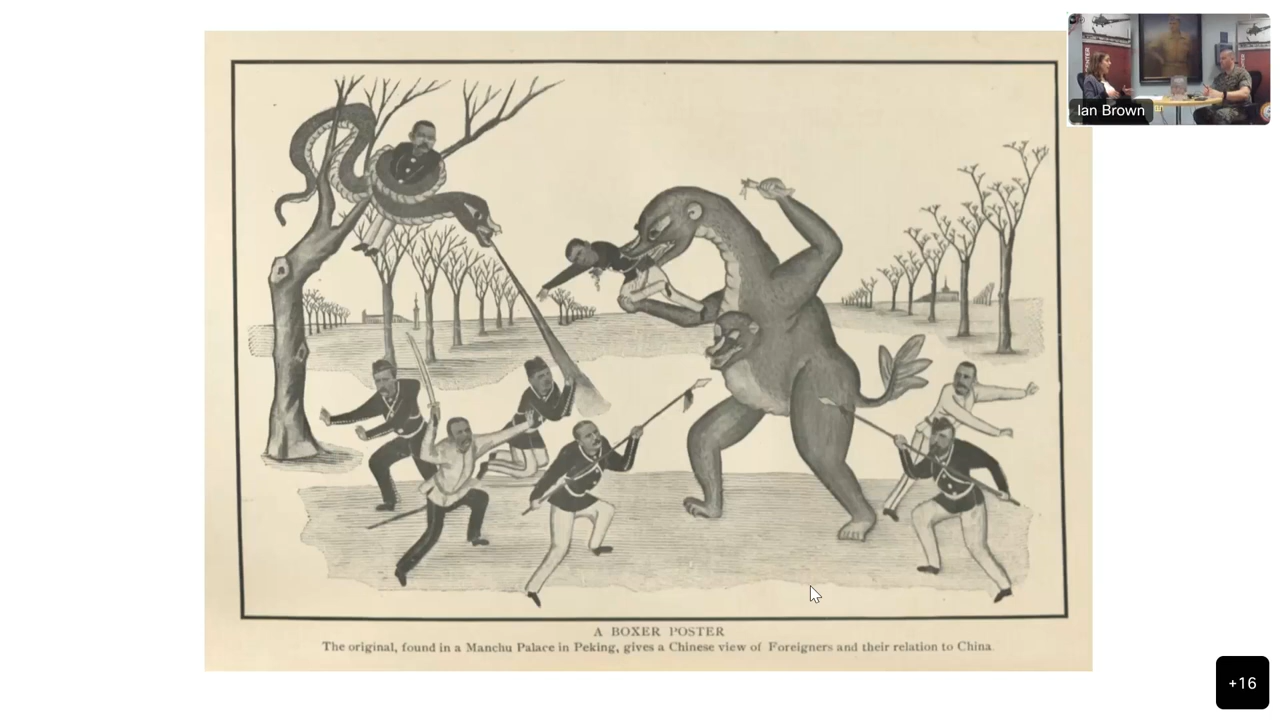 Ian Brown
A BOXER POSTER
The original, found in a Manchu Palace in Peking, gives a Chinese view of Foreigners and their relation to China.
+16